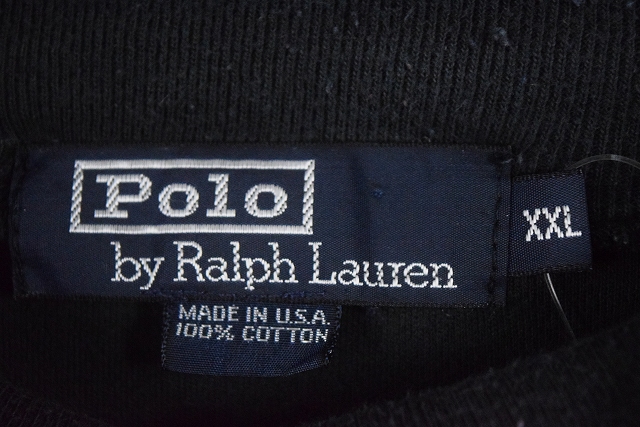 Polo
by Ralph Lauren
XXL
MADE IN U.S.A.
100% COTTON